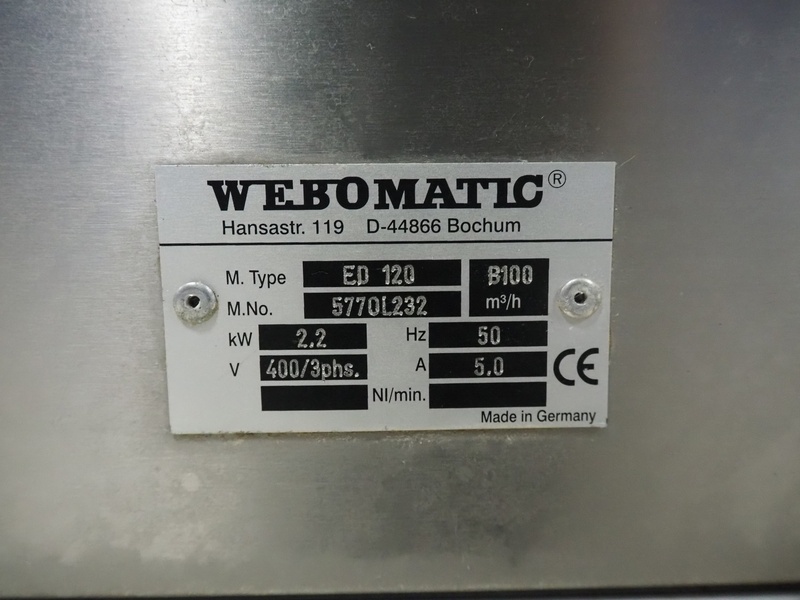 WEBOMATIC®
Hansastr. 119 D-44866 Bochum
M. Type ED 120 B100
M.No. 5770L232 m³/h
kW 2.2 Hz 50
V 400/3phs. A 5.0 CE
Nl/min.
Made in Germany